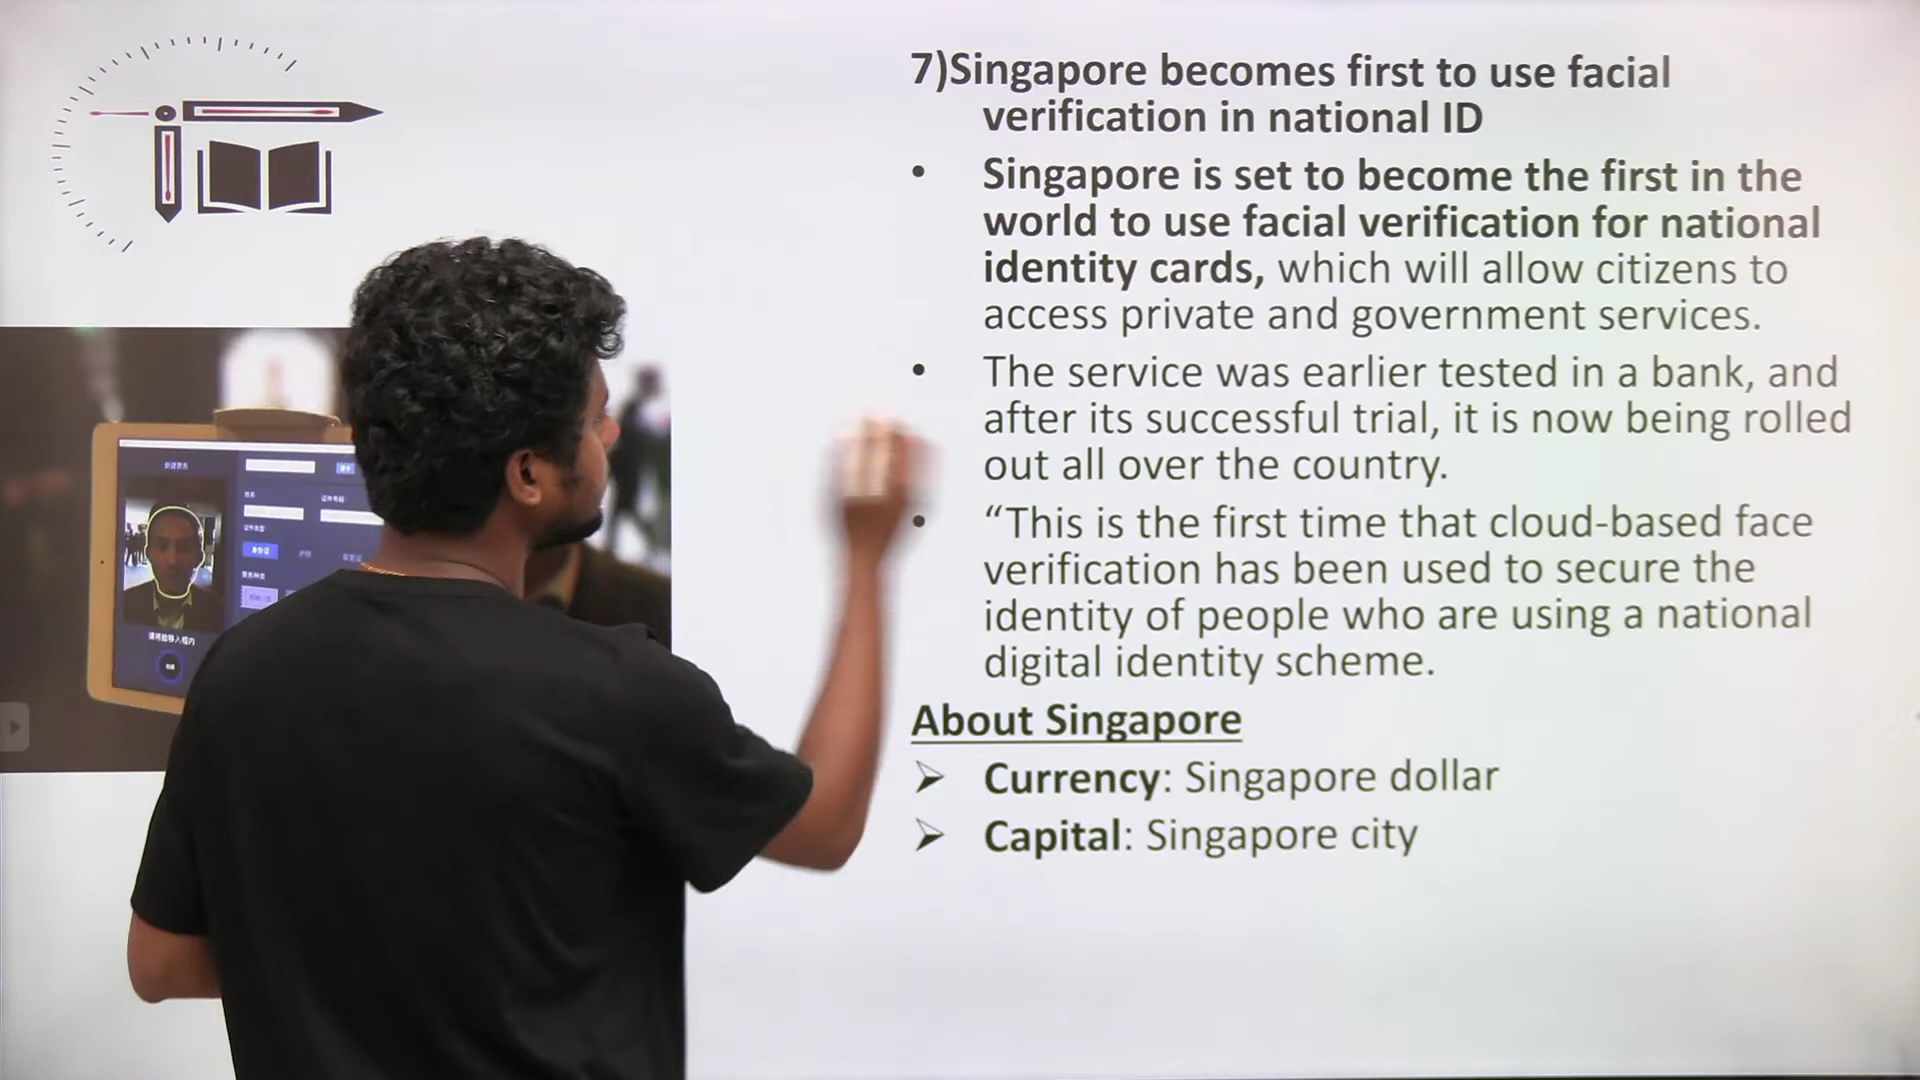 7)Singapore becomes first to use facial
verification in national ID
• Singapore is set to become the first in the
world to use facial verification for national
identity cards, which will allow citizens to
access private and government services.
• The service was earlier tested in a bank, and
after its successful trial, it is now being rolled
out all over the country.
• “This is the first time that cloud-based face
verification has been used to secure the
identity of people who are using a national
digital identity scheme.
About Singapore
➢ Currency: Singapore dollar
➢ Capital: Singapore city